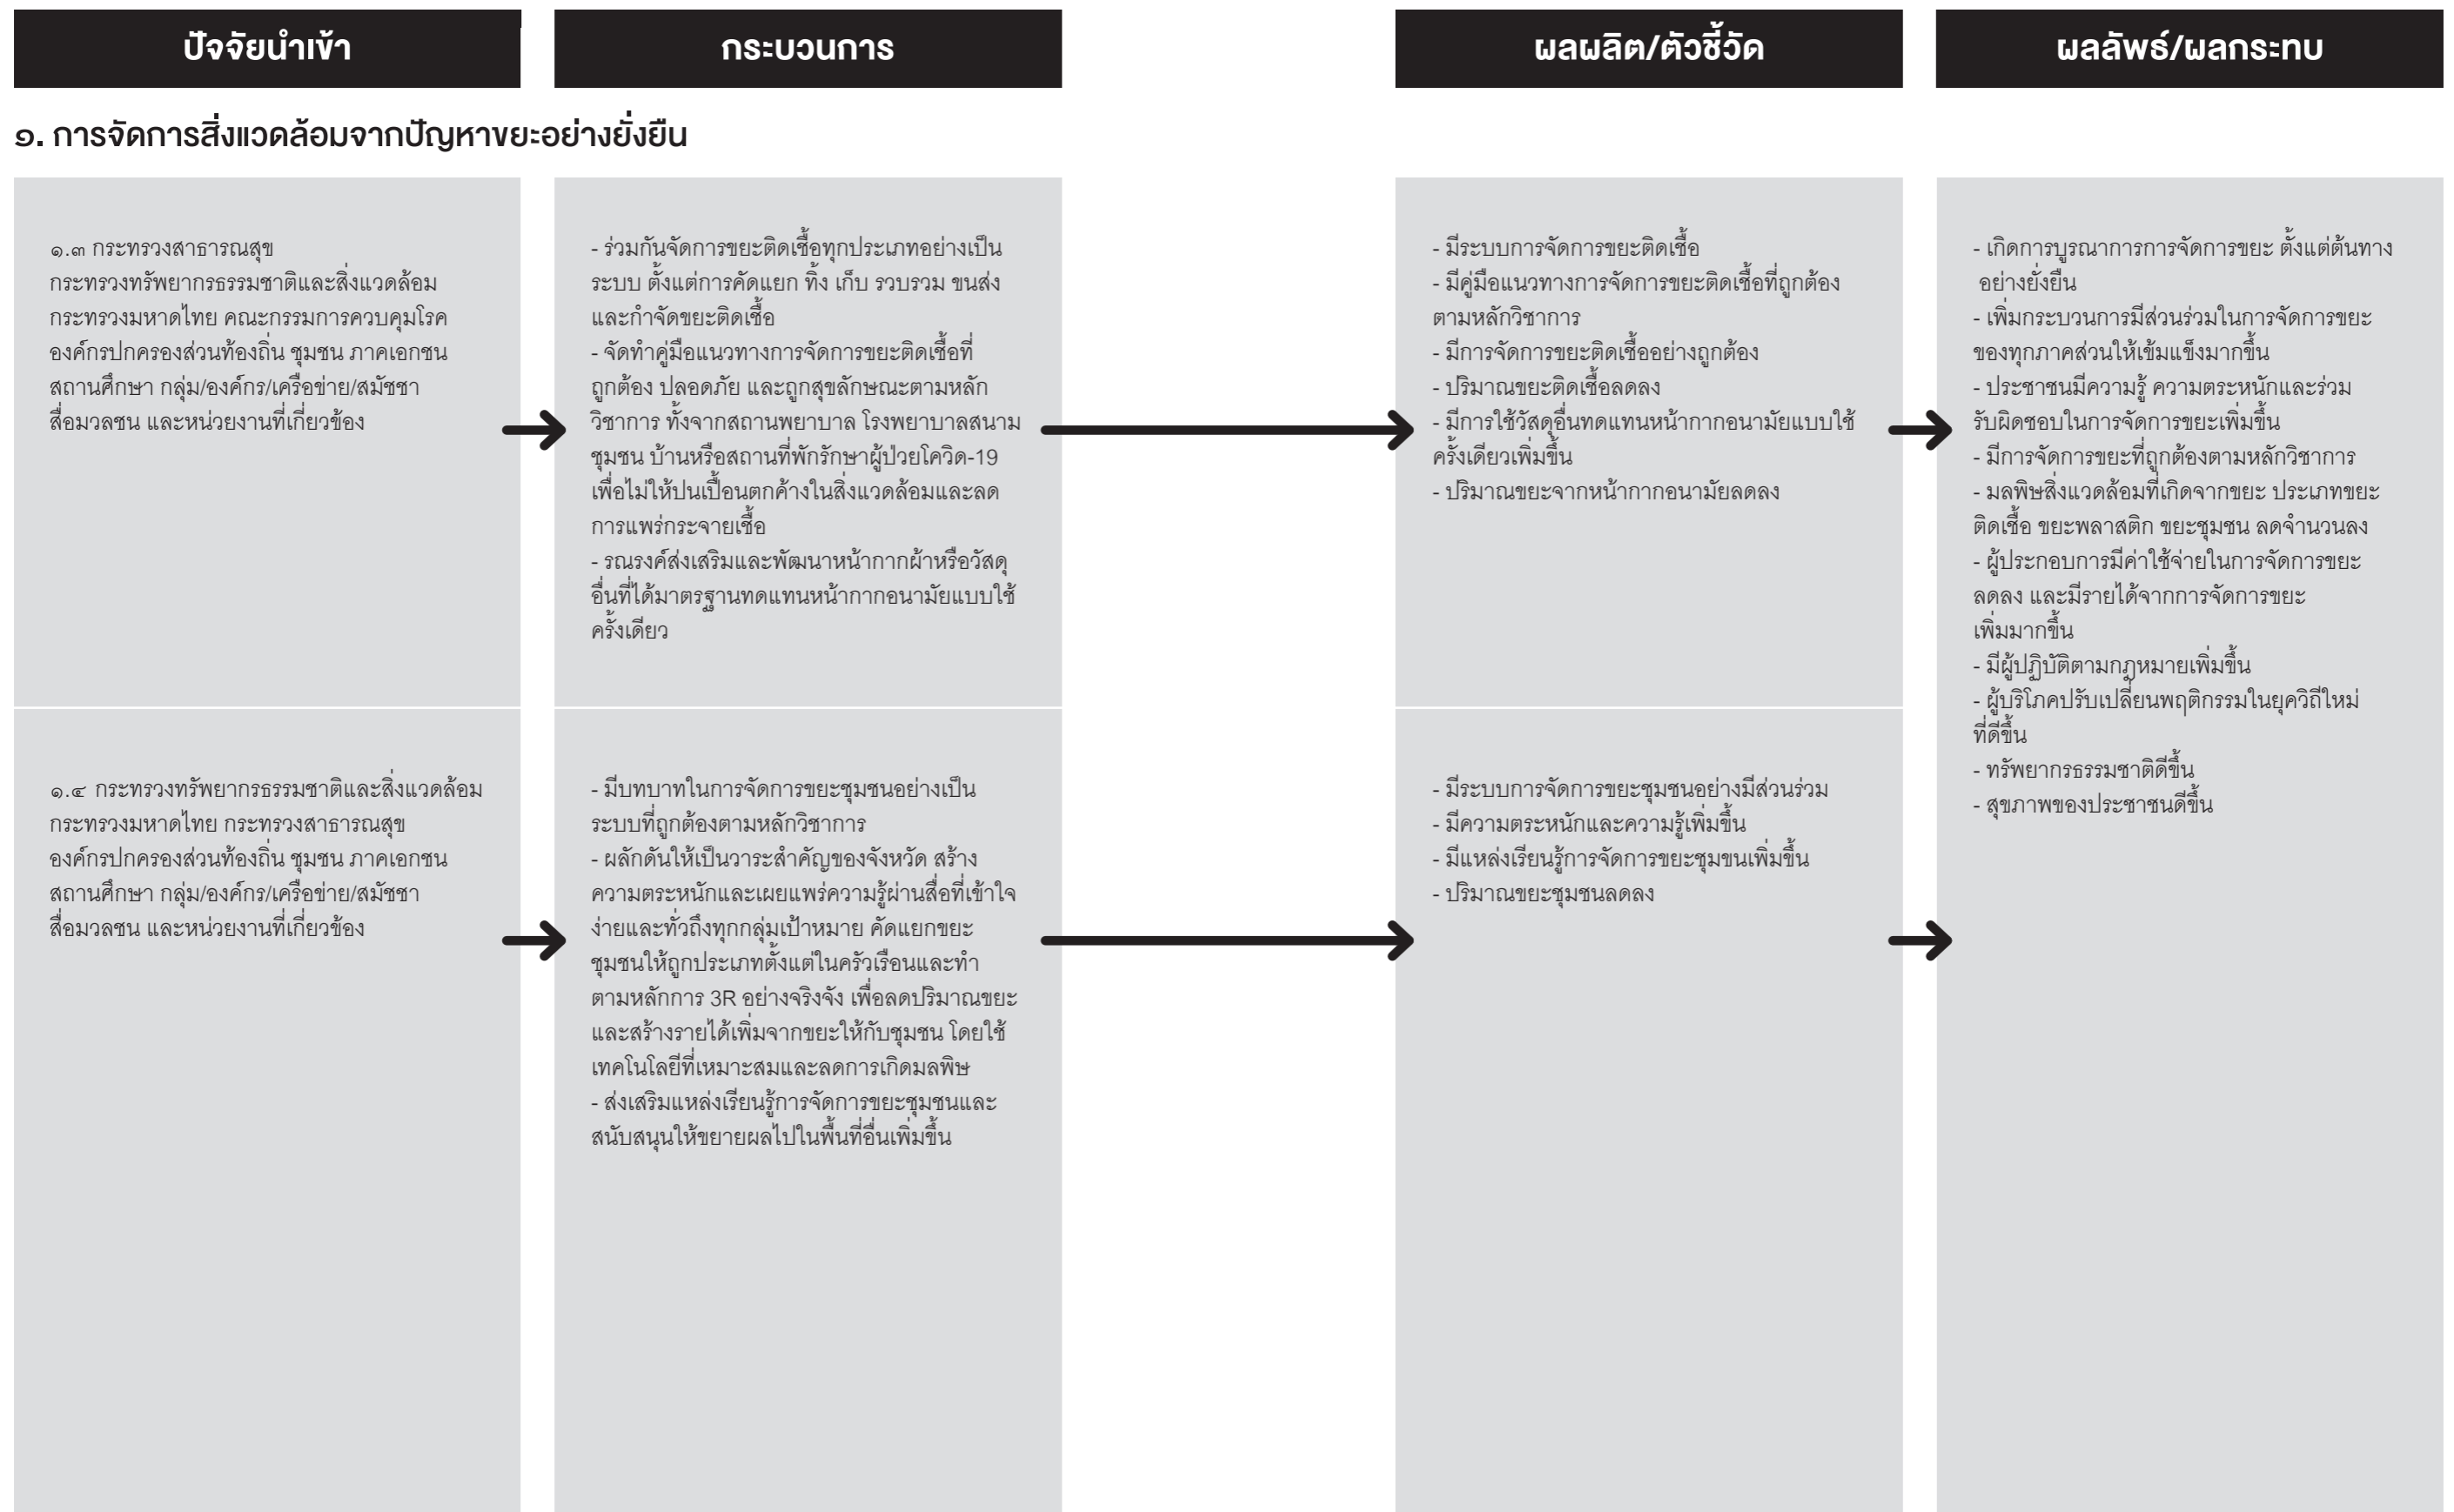 ปัจจัยนำเข้า
กระบวนการ
ผลผลิต/ตัวชี้วัด
ผลลัพธ์/ผลกระทบ
๑. การจัดการสิ่งแวดล้อมจากปัญหาขยะอย่างยั่งยืน
๑.๓ กระทรวงสาธารณสุข
กระทรวงทรัพยากรธรรมชาติและสิ่งแวดล้อม
กระทรวงมหาดไทย คณะกรรมการควบคุมโรค
องค์กรปกครองส่วนท้องถิ่น ชุมชน ภาคเอกชน
สถานศึกษา กลุ่ม/องค์กร/เครือข่าย/สมัชชา
สื่อมวลชน และหน่วยงานที่เกี่ยวข้อง
- ร่วมกันจัดการขยะติดเชื้อทุกประเภทอย่างเป็น
ระบบ ตั้งแต่การคัดแยก ทิ้ง เก็บ รวบรวม ขนส่ง
และกำจัดขยะติดเชื้อ
- จัดทำคู่มือแนวทางการจัดการขยะติดเชื้อที่
ถูกต้อง ปลอดภัย และถูกสุขลักษณะตามหลัก
วิชาการ ทั้งจากสถานพยาบาล โรงพยาบาลสนาม
ชุมชน บ้านหรือสถานที่พักรักษาผู้ป่วยโควิด-19
เพื่อไม่ให้ปนเปื้อนตกค้างในสิ่งแวดล้อมและลด
การแพร่กระจายเชื้อ
- รณรงค์ส่งเสริมและพัฒนาหน้ากากผ้าหรือวัสดุ
อื่นที่ได้มาตรฐานทดแทนหน้ากากอนามัยแบบใช้
ครั้งเดียว
- มีระบบการจัดการขยะติดเชื้อ
- มีคู่มือแนวทางการจัดการขยะติดเชื้อที่ถูกต้อง
ตามหลักวิชาการ
- มีการจัดการขยะติดเชื้ออย่างถูกต้อง
- ปริมาณขยะติดเชื้อลดลง
- มีการใช้วัสดุอื่นทดแทนหน้ากากอนามัยแบบใช้
ครั้งเดียวเพิ่มขึ้น
- ปริมาณขยะจากหน้ากากอนามัยลดลง
- เกิดการบูรณาการการจัดการขยะ ตั้งแต่ต้นทาง
อย่างยั่งยืน
- เพิ่มกระบวนการมีส่วนร่วมในการจัดการขยะ
ของทุกภาคส่วนให้เข้มแข็งมากขึ้น
- ประชาชนมีความรู้ ความตระหนักและร่วม
รับผิดชอบในการจัดการขยะเพิ่มขึ้น
- มีการจัดการขยะที่ถูกต้องตามหลักวิชาการ
- มลพิษสิ่งแวดล้อมที่เกิดจากขยะ ประเภทขยะ
ติดเชื้อ ขยะพลาสติก ขยะชุมชน ลดจำนวนลง
- ผู้ประกอบการมีค่าใช้จ่ายในการจัดการขยะ
ลดลง และมีรายได้จากการจัดการขยะ
เพิ่มมากขึ้น
- มีผู้ปฏิบัติตามกฎหมายเพิ่มขึ้น
- ผู้บริโภคปรับเปลี่ยนพฤติกรรมในยุควิถีใหม่
ที่ดีขึ้น
- ทรัพยากรธรรมชาติดีขึ้น
- สุขภาพของประชาชนดีขึ้น
๑.๔ กระทรวงทรัพยากรธรรมชาติและสิ่งแวดล้อม
กระทรวงมหาดไทย กระทรวงสาธารณสุข
องค์กรปกครองส่วนท้องถิ่น ชุมชน ภาคเอกชน
สถานศึกษา กลุ่ม/องค์กร/เครือข่าย/สมัชชา
สื่อมวลชน และหน่วยงานที่เกี่ยวข้อง
- มีบทบาทในการจัดการขยะชุมชนอย่างเป็น
ระบบที่ถูกต้องตามหลักวิชาการ
- ผลักดันให้เป็นวาระสำคัญของจังหวัด สร้าง
ความตระหนักและเผยแพร่ความรู้ผ่านสื่อที่เข้าใจ
ง่ายและทั่วถึงทุกกลุ่มเป้าหมาย คัดแยกขยะ
ชุมชนให้ถูกประเภทตั้งแต่ในครัวเรือนและทำ
ตามหลักการ 3R อย่างจริงจัง เพื่อลดปริมาณขยะ
และสร้างรายได้เพิ่มจากขยะให้กับชุมชน โดยใช้
เทคโนโลยีที่เหมาะสมและลดการเกิดมลพิษ
- ส่งเสริมแหล่งเรียนรู้การจัดการขยะชุมชนและ
สนับสนุนให้ขยายผลไปในพื้นที่อื่นเพิ่มขึ้น
- มีระบบการจัดการขยะชุมชนอย่างมีส่วนร่วม
- มีความตระหนักและความรู้เพิ่มขึ้น
- มีแหล่งเรียนรู้การจัดการขยะชุมขนเพิ่มขึ้น
- ปริมาณขยะชุมชนลดลง